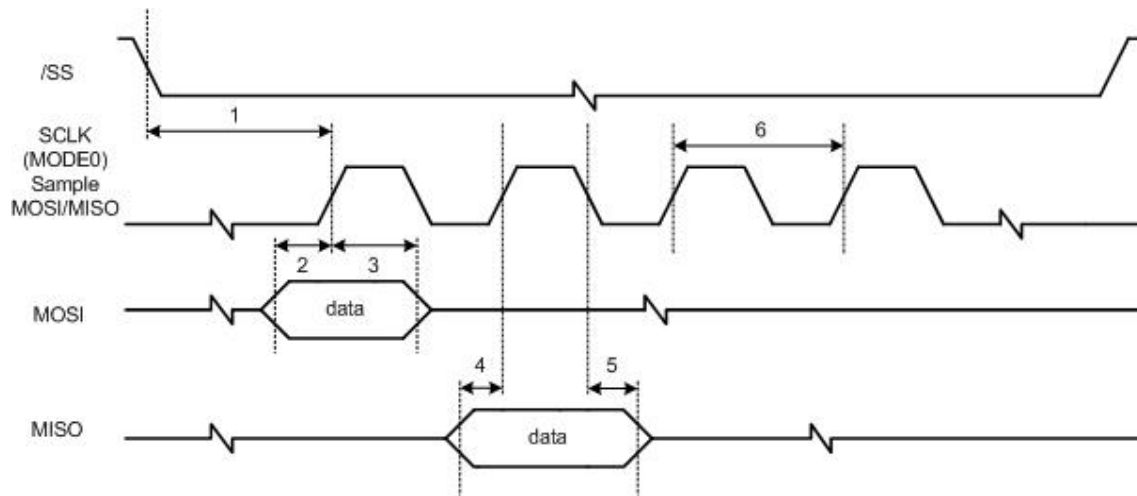 /SS
1
SCLK
(MODE0)
Sample
MOSI/MISO
6
2 3
MOSI
data
4 5
MISO
data